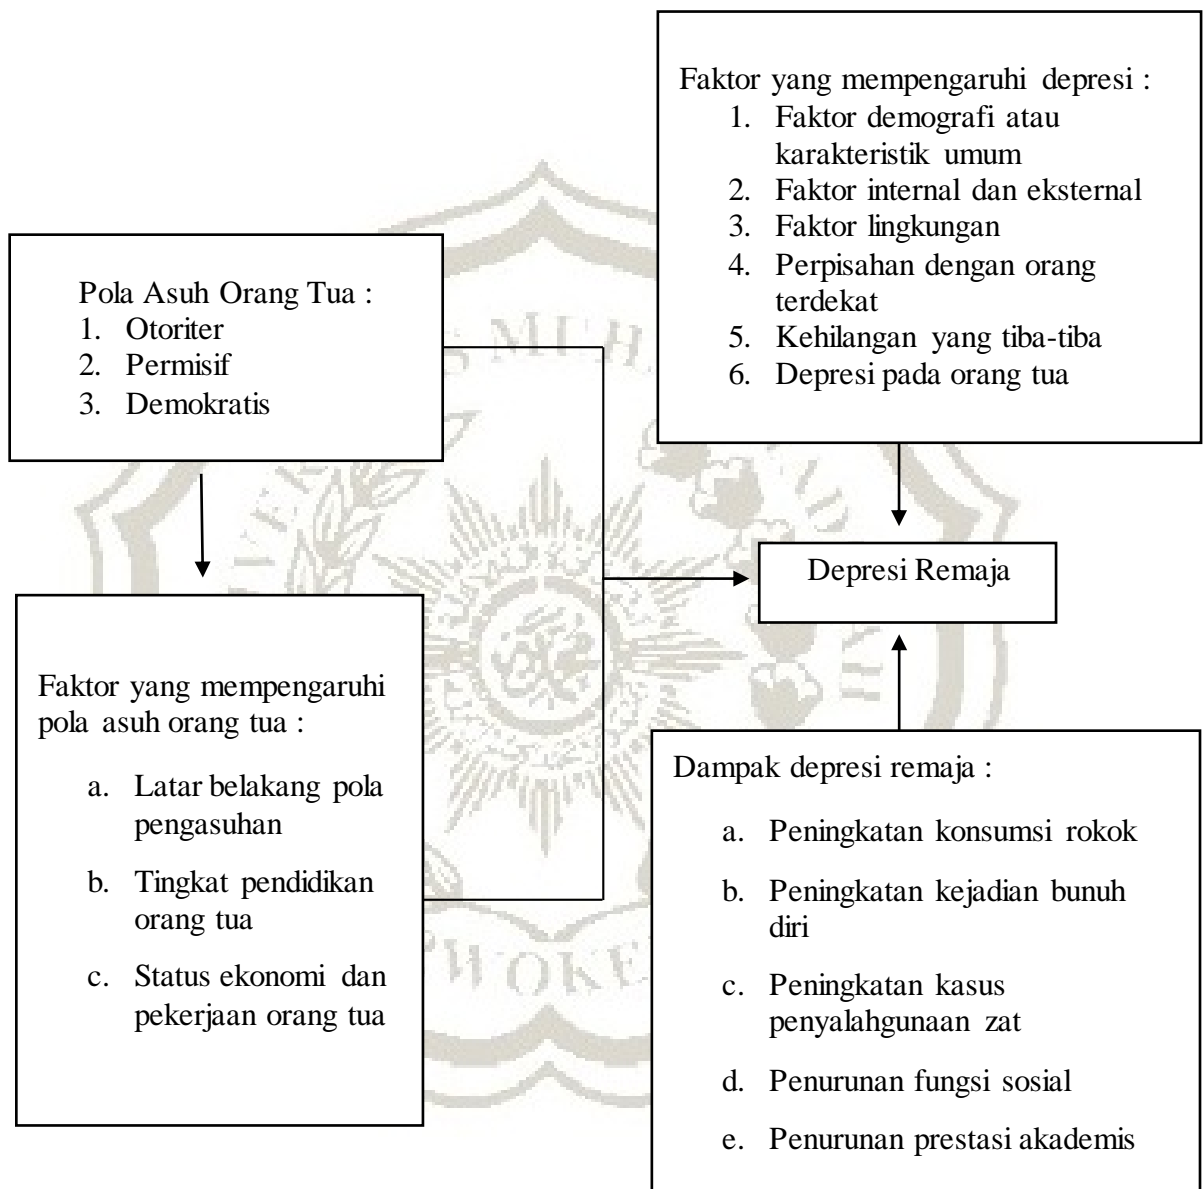 Faktor yang mempengaruhi depresi :
1. Faktor demografi atau
karakteristik umum
2. Faktor internal dan eksternal
3. Faktor lingkungan
4. Perpisahan dengan orang
terdekat
5. Kehilangan yang tiba-tiba
6. Depresi pada orang tua
Pola Asuh Orang Tua :
1. Otoriter
2. Permisif
3. Demokratis
Depresi Remaja
Faktor yang mempengaruhi
pola asuh orang tua :
a. Latar belakang pola
pengasuhan
b. Tingkat pendidikan
orang tua
c. Status ekonomi dan
pekerjaan orang tua
Dampak depresi remaja :
a. Peningkatan konsumsi rokok
b. Peningkatan kejadian bunuh
diri
c. Peningkatan kasus
penyalahgunaan zat
d. Penurunan fungsi sosial
e. Penurunan prestasi akademis